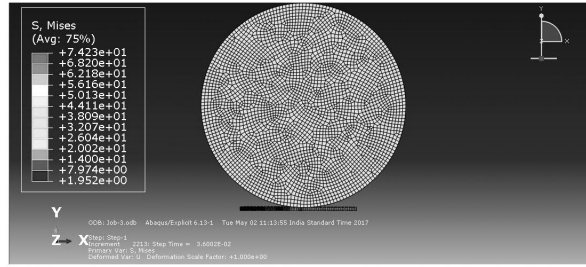 S, Mises
(Avg: 75%)
+7.423e+01
+6.820e+01
+6.218e+01
+5.616e+01
+5.013e+01
+4.411e+01
+3.809e+01
+3.207e+01
+2.604e+01
+2.002e+01
+1.400e+01
+7.974e+00
+1.952e+00
Y
X
Y
Z X
ODB: Job-3.odb Abaqus/Explicit 6.13-1 Tue May 02 11:13:55 India Standard Time 2017
Step: Step-1
Increment 2213: Step Time = 3.6002E-02
Primary Var: S, Mises
Deformed Var: U Deformation Scale Factor: +1.000e+00